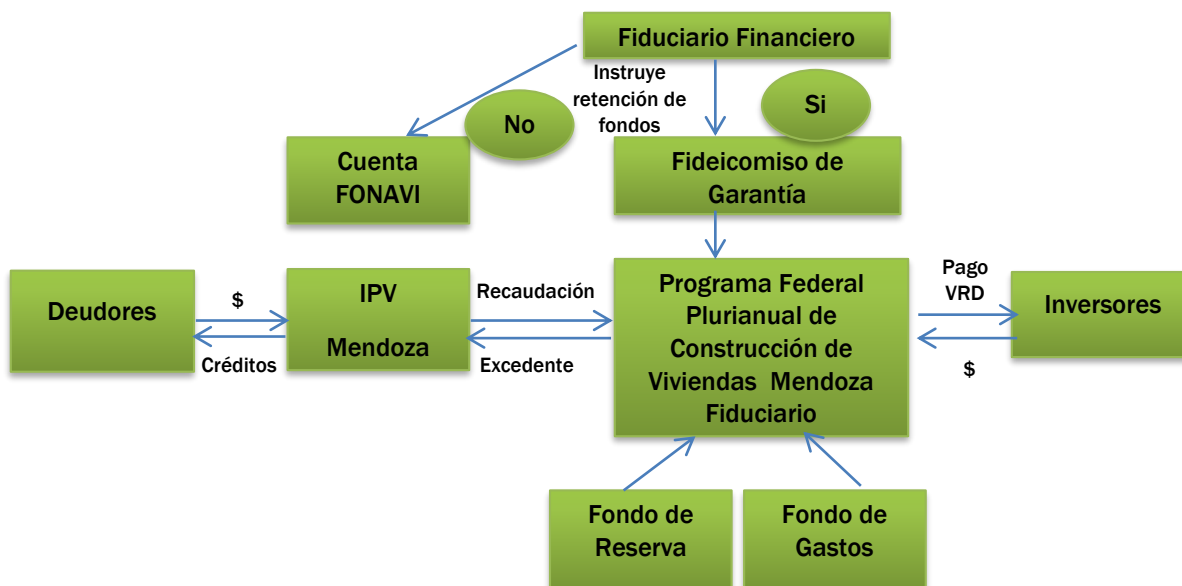 Fiduciario Financiero
Instruye
retención de
fondos
No
Si
Cuenta
FONAVI
Fideicomiso de
Garantía
Deudores
$
Créditos
IPV
Mendoza
Recaudación
Excedente
Programa Federal
Plurianual de
Construcción de
Viviendas Mendoza
Fiduciario
Pago
VRD
$
Inversores
Fondo de
Reserva
Fondo de
Gastos